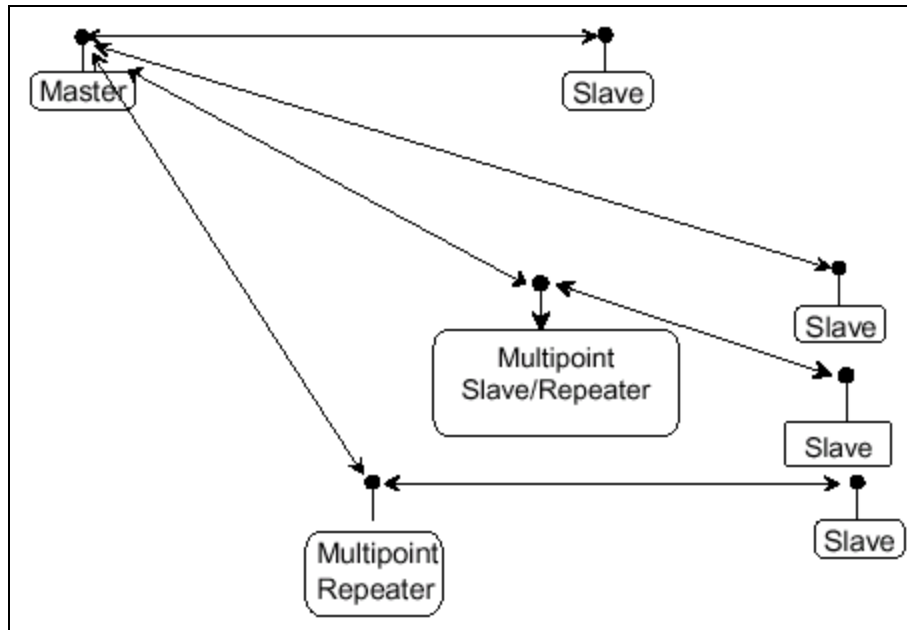 Master
Slave
Slave
Multipoint
Slave/Repeater
Slave
Slave
Multipoint
Repeater